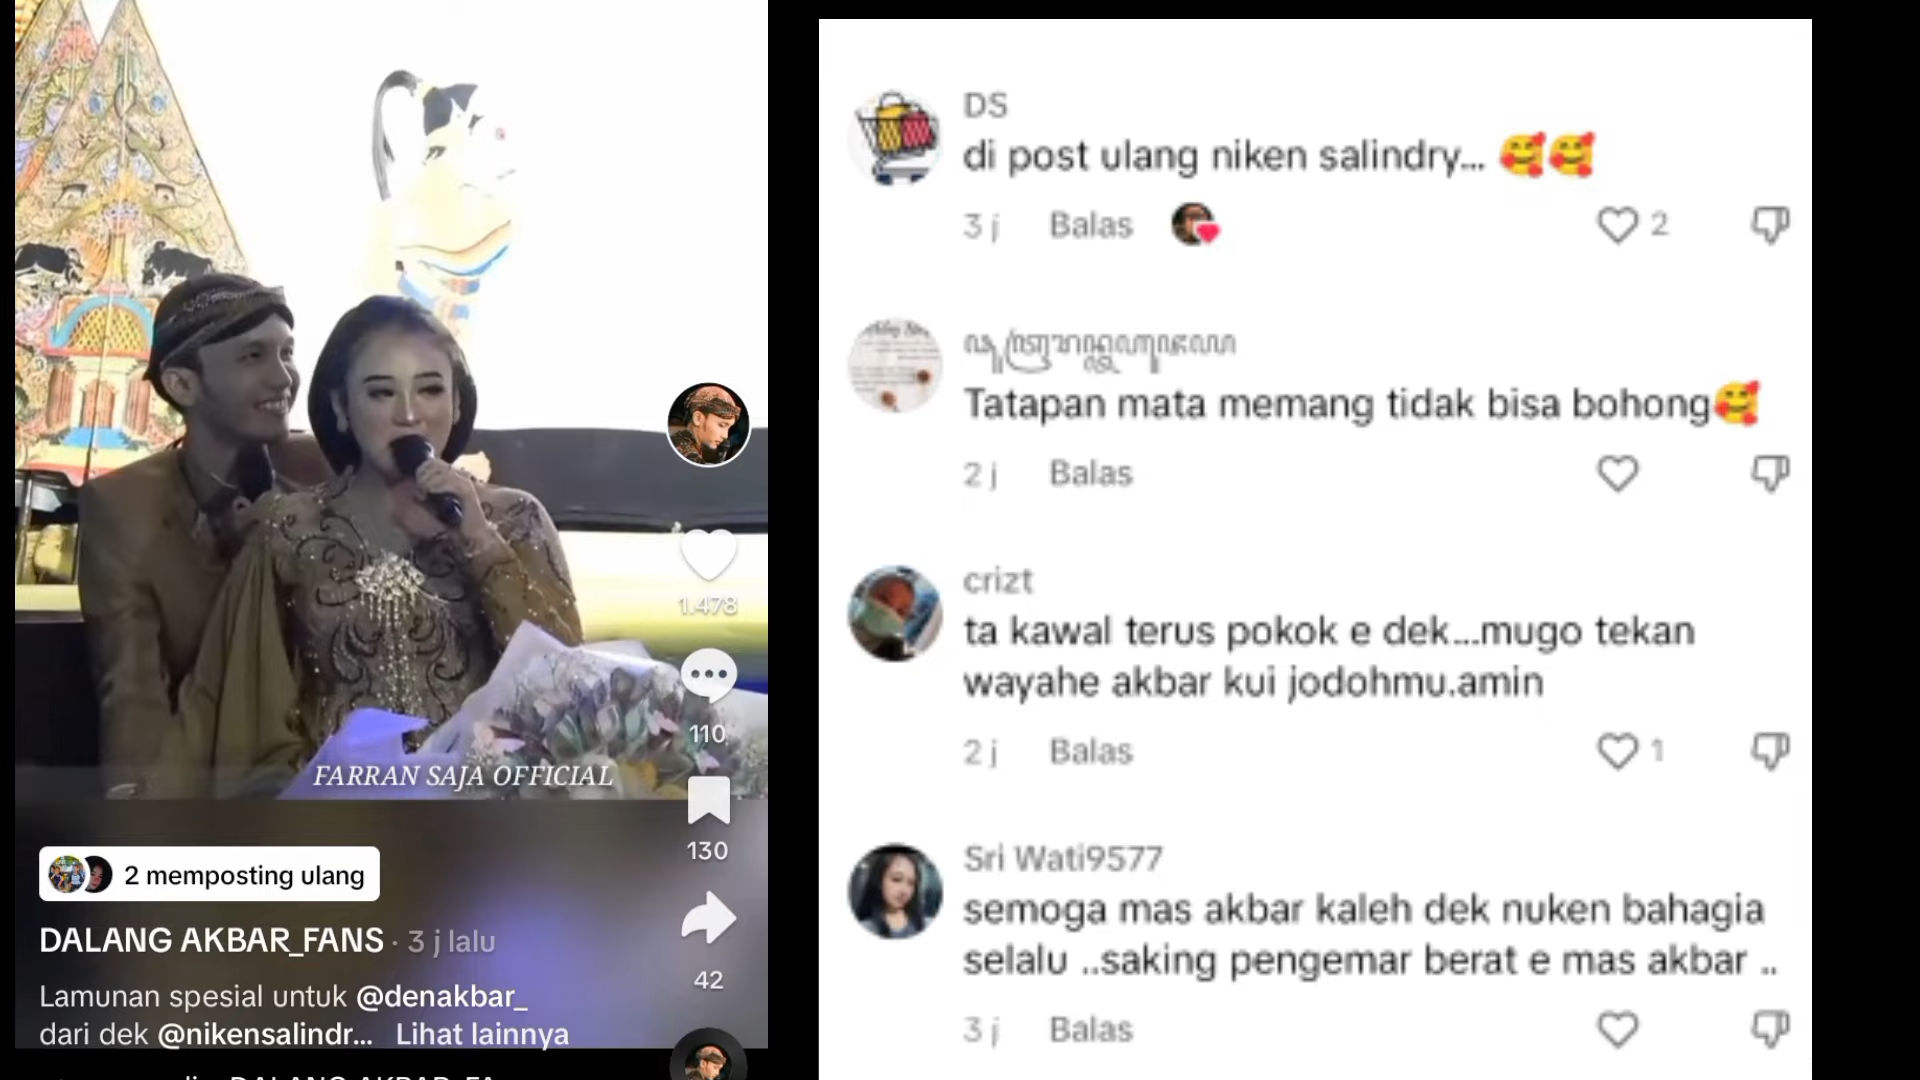 1.478
110
FARRAN SAJA OFFICIAL
130
2 memposting ulang
DALANG AKBAR_FANS · 3 j lalu
42
Lamunan spesial untuk @denakbar_
dari dek @nikensalindr... Lihat lainnya
DS
di post ulang niken salindry... 🥰🥰
3 j Balas 2
Tatapan mata memang tidak bisa bohong🥰
2 j Balas
crizt
ta kawal terus pokok e dek...mugo tekan
wayahe akbar kui jodohmu.amin
2 j Balas 1
Sri Wati9577
semoga mas akbar kaleh dek nuken bahagia
selalu ..saking pengemar berat e mas akbar ..
3 j Balas